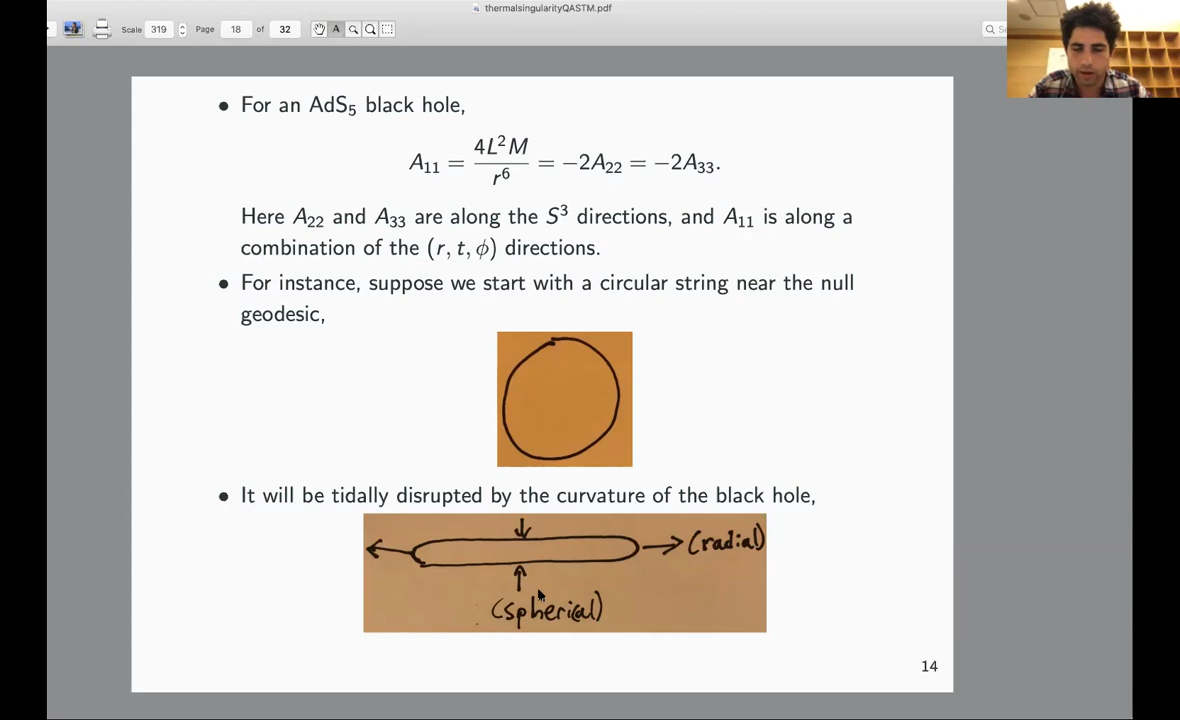 thermalsingularityQASTM.pdf
Scale 319 Page 18 of 32
• For an AdS₅ black hole,
A₁₁ = 4L²M / r⁶ = −2A₂₂ = −2A₃₃.
Here A₂₂ and A₃₃ are along the S³ directions, and A₁₁ is along a
combination of the (r, t, ϕ) directions.
• For instance, suppose we start with a circular string near the null
geodesic,
• It will be tidally disrupted by the curvature of the black hole,
(radial)
(spherical)
14